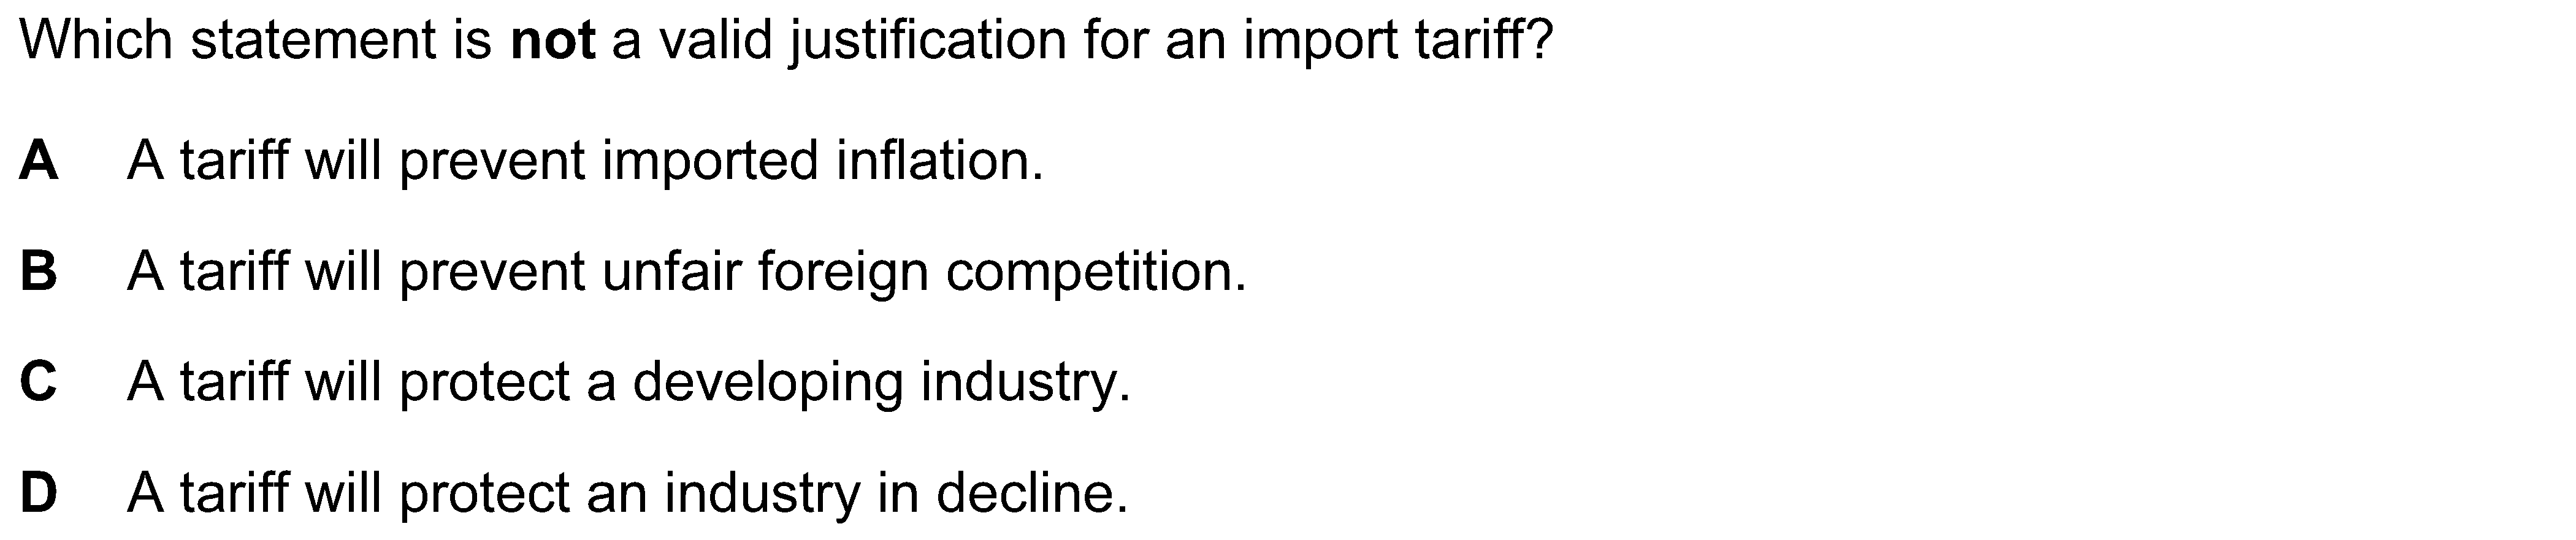 Which statement is not a valid justification for an import tariff?
A A tariff will prevent imported inflation.
B A tariff will prevent unfair foreign competition.
C A tariff will protect a developing industry.
D A tariff will protect an industry in decline.